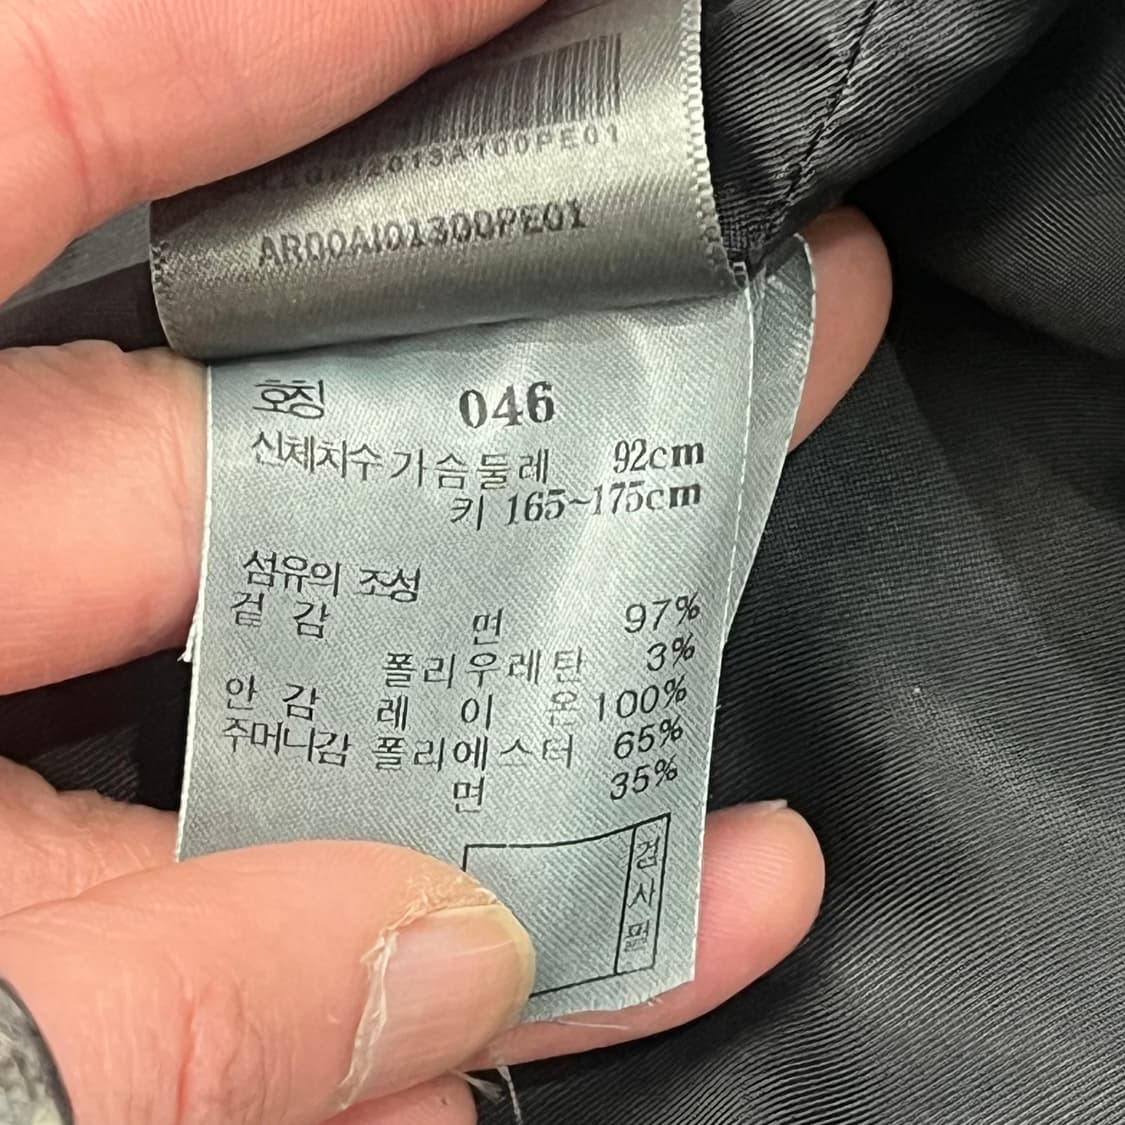 AR00AI01300PE01
호칭 046
신체치수 가슴둘레 92cm
키 165~175cm
섬유의 조성
겉감 면 97%
폴리우레탄 3%
안감 레이온 100%
주머니감 폴리에스터 65%
면 35%
검사필